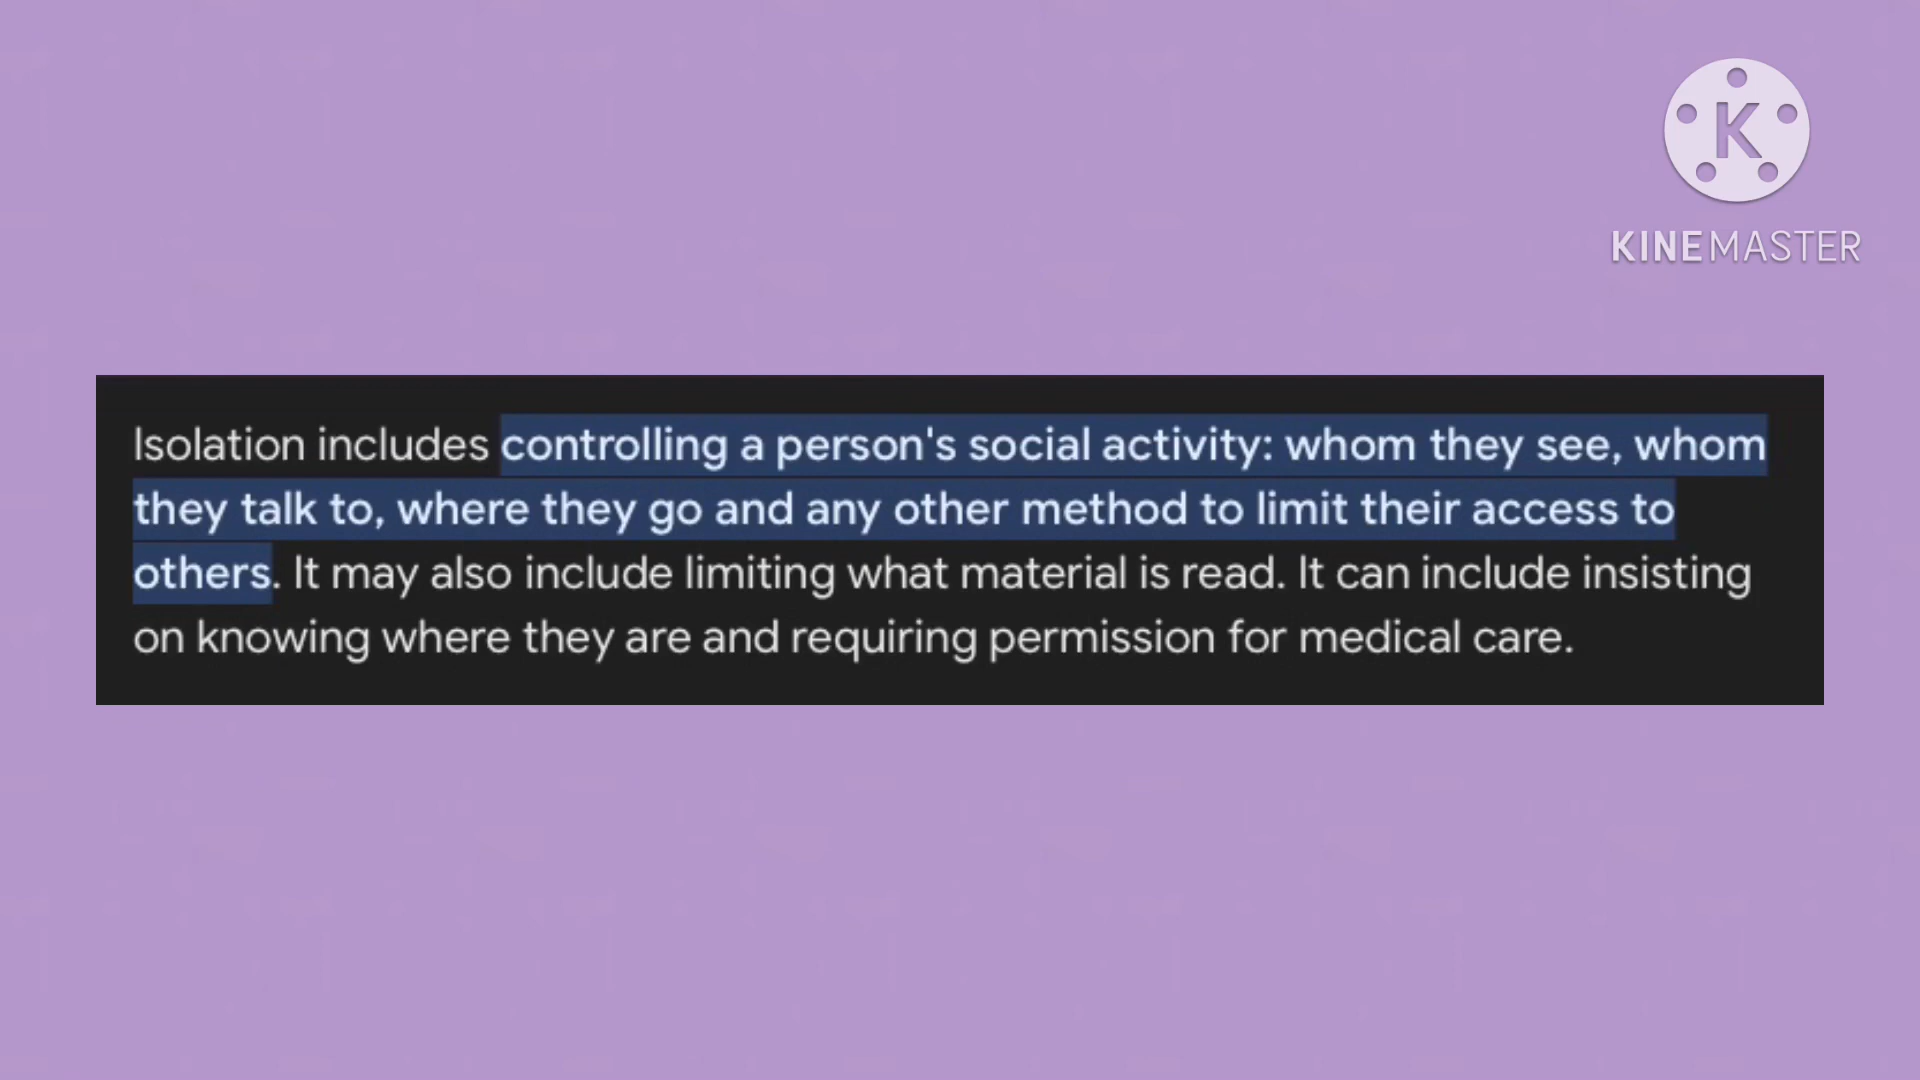 K
KINEMASTER
Isolation includes controlling a person's social activity: whom they see, whom
they talk to, where they go and any other method to limit their access to
others. It may also include limiting what material is read. It can include insisting
on knowing where they are and requiring permission for medical care.